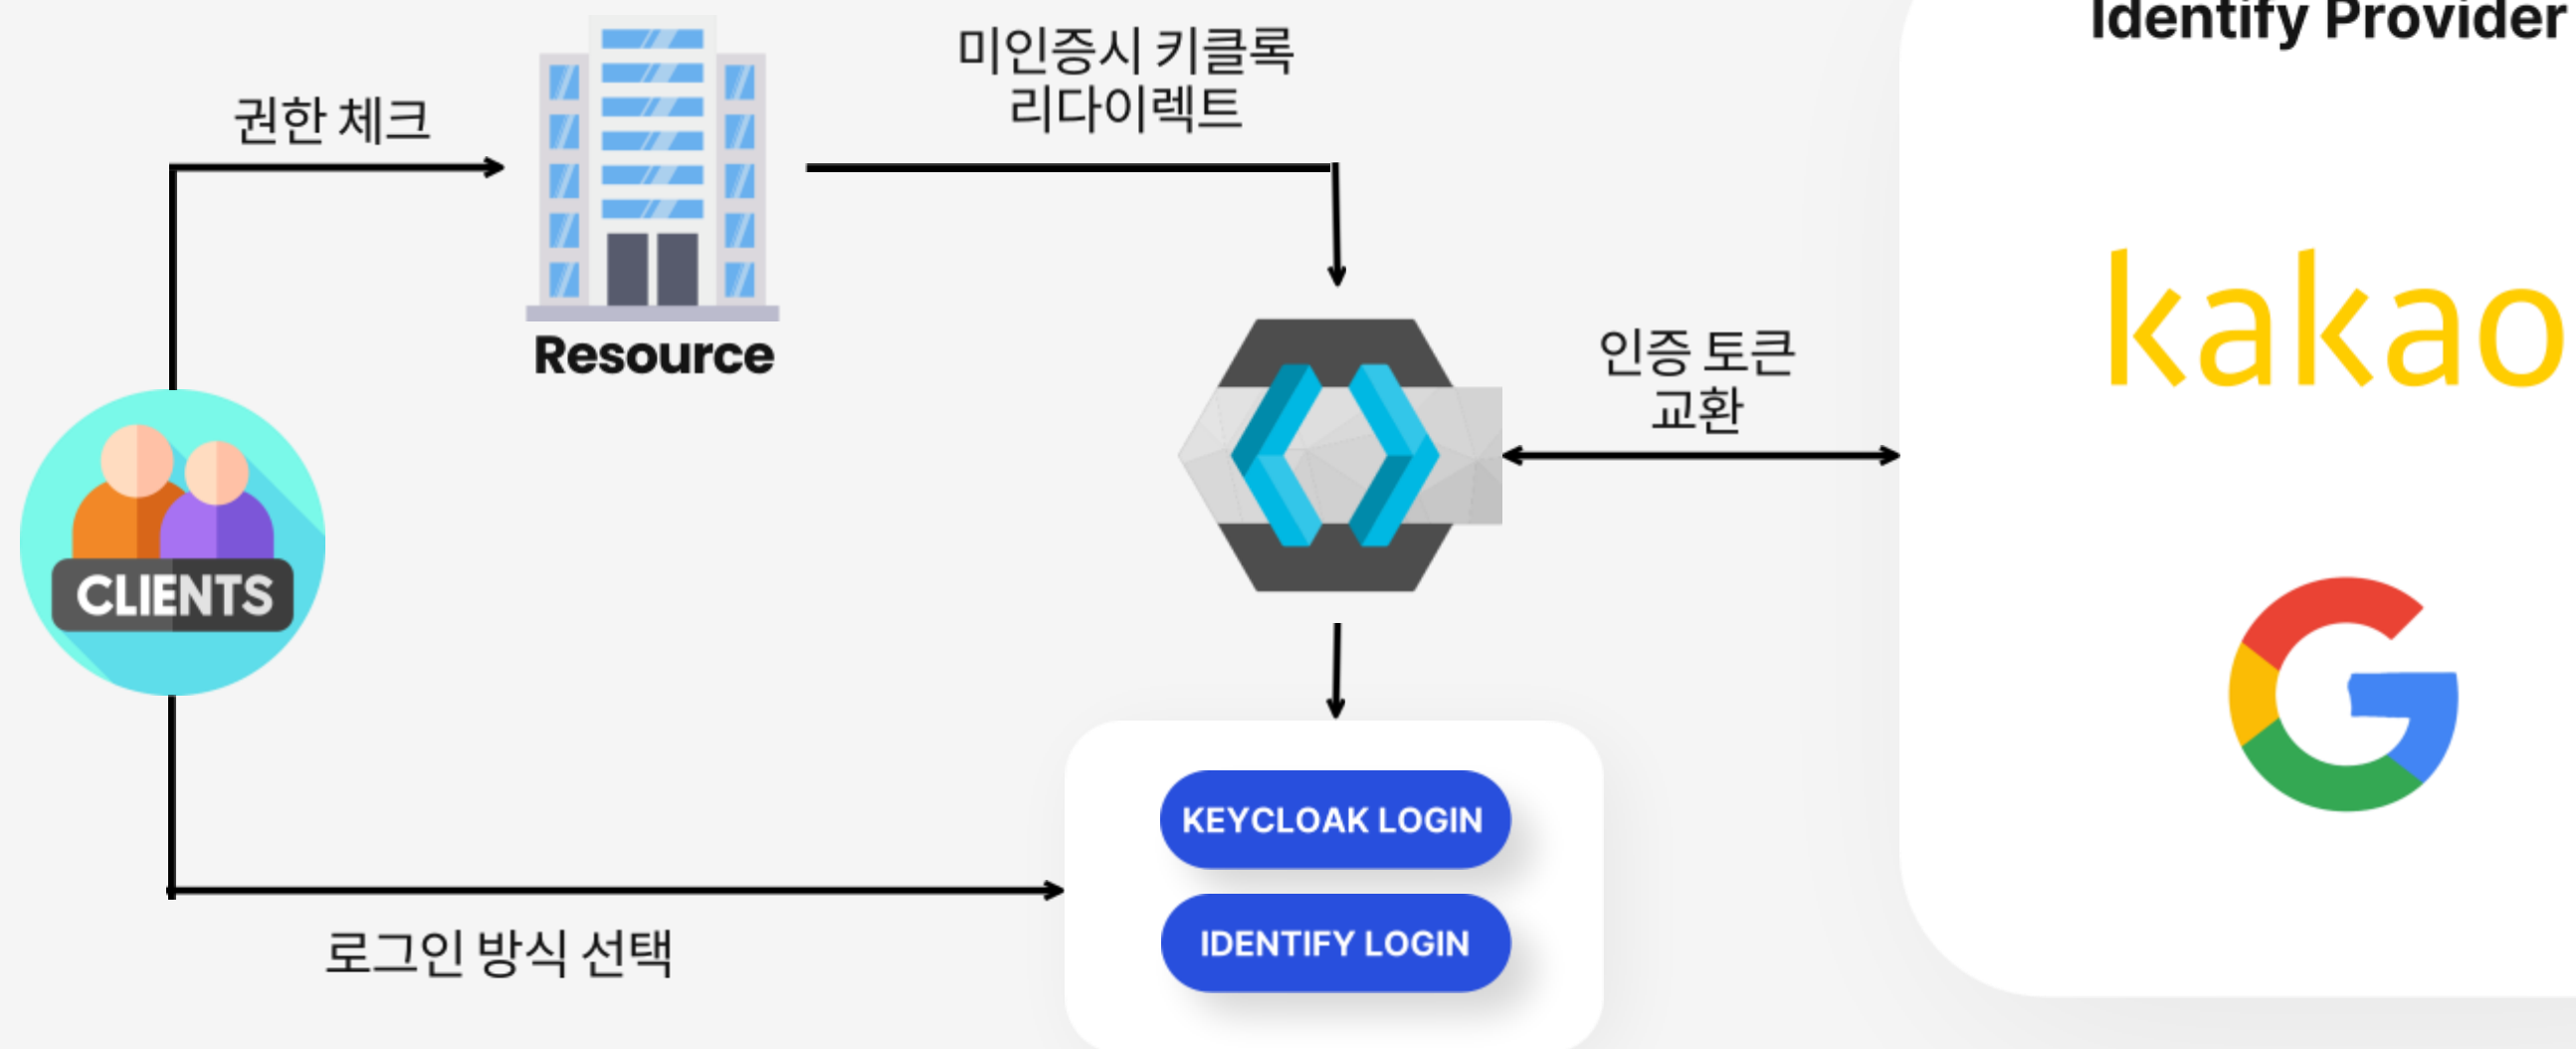 Identify Provider
미인증시 키클록
리다이렉트
권한 체크
Resource
인증 토큰
교환
kakao
CLIENTS
KEYCLOAK LOGIN
IDENTIFY LOGIN
로그인 방식 선택